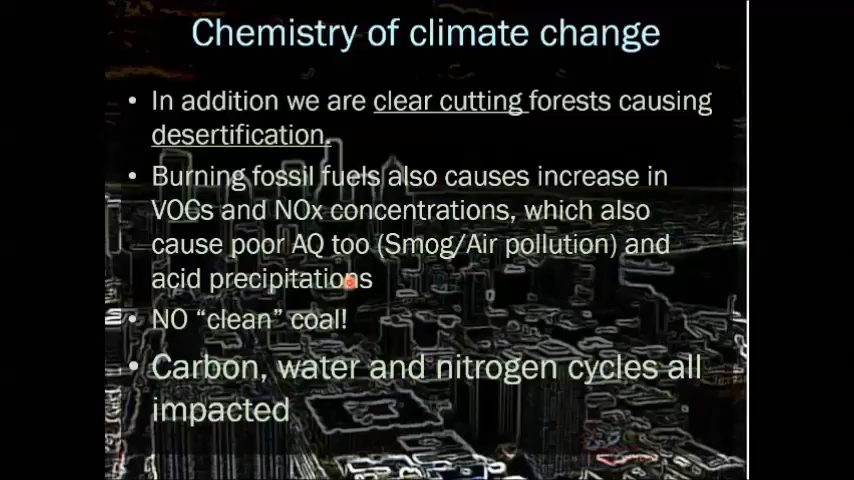 Chemistry of climate change
• In addition we are clear cutting forests causing
desertification.
• Burning fossil fuels also causes increase in
VOCs and NOx concentrations, which also
cause poor AQ too (Smog/Air pollution) and
acid precipitations
• NO “clean” coal!
• Carbon, water and nitrogen cycles all
impacted